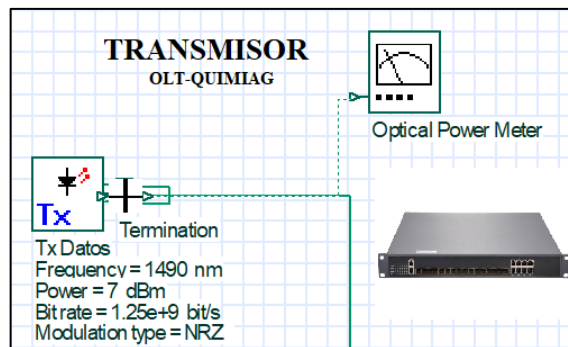 TRANSMISOR
OLT-QUIMIAG
Optical Power Meter
Termination
Tx
Tx Datos
Frequency = 1490 nm
Power = 7 dBm
Bit rate = 1.25e+9 bit/s
Modulation type = NRZ